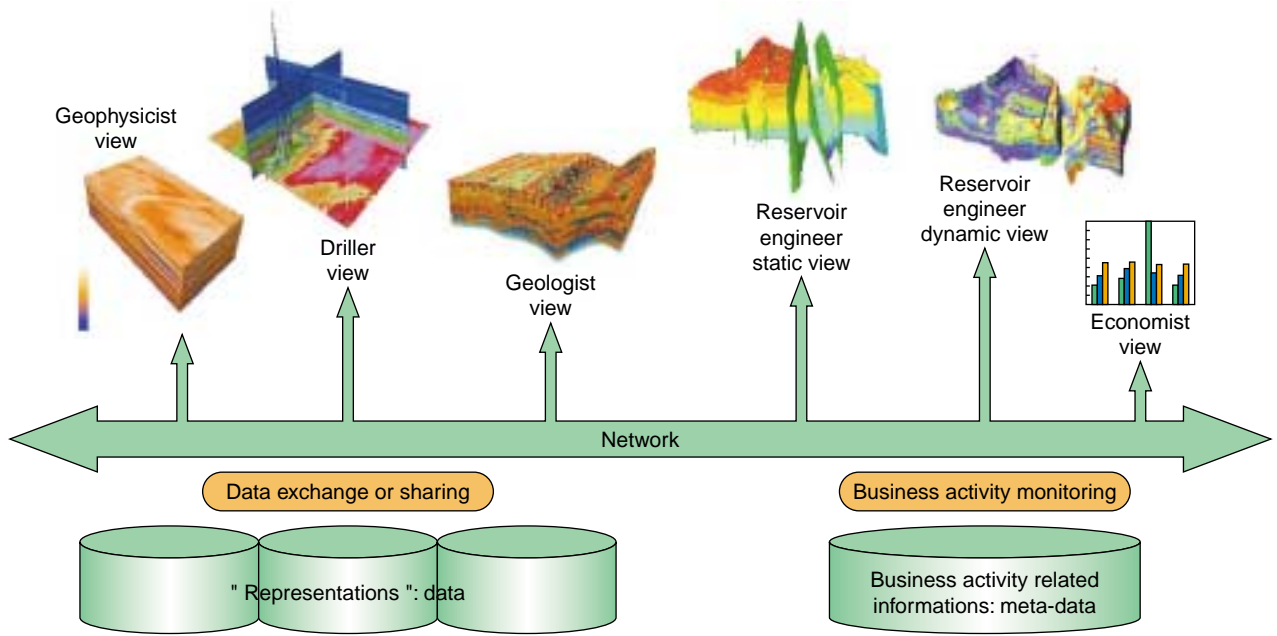 Geophysicist
view
Driller
view
Geologist
view
Reservoir
engineer
static view
Reservoir
engineer
dynamic view
Economist
view
Network
Data exchange or sharing
Business activity monitoring
" Representations ": data
Business activity related
informations: meta-data